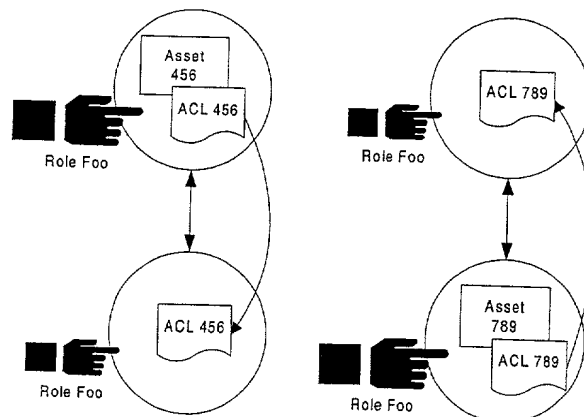 Asset
456
ACL 456
Role Foo
ACL 789
Role Foo
ACL 456
Role Foo
Asset
789
ACL 789
Role Foo